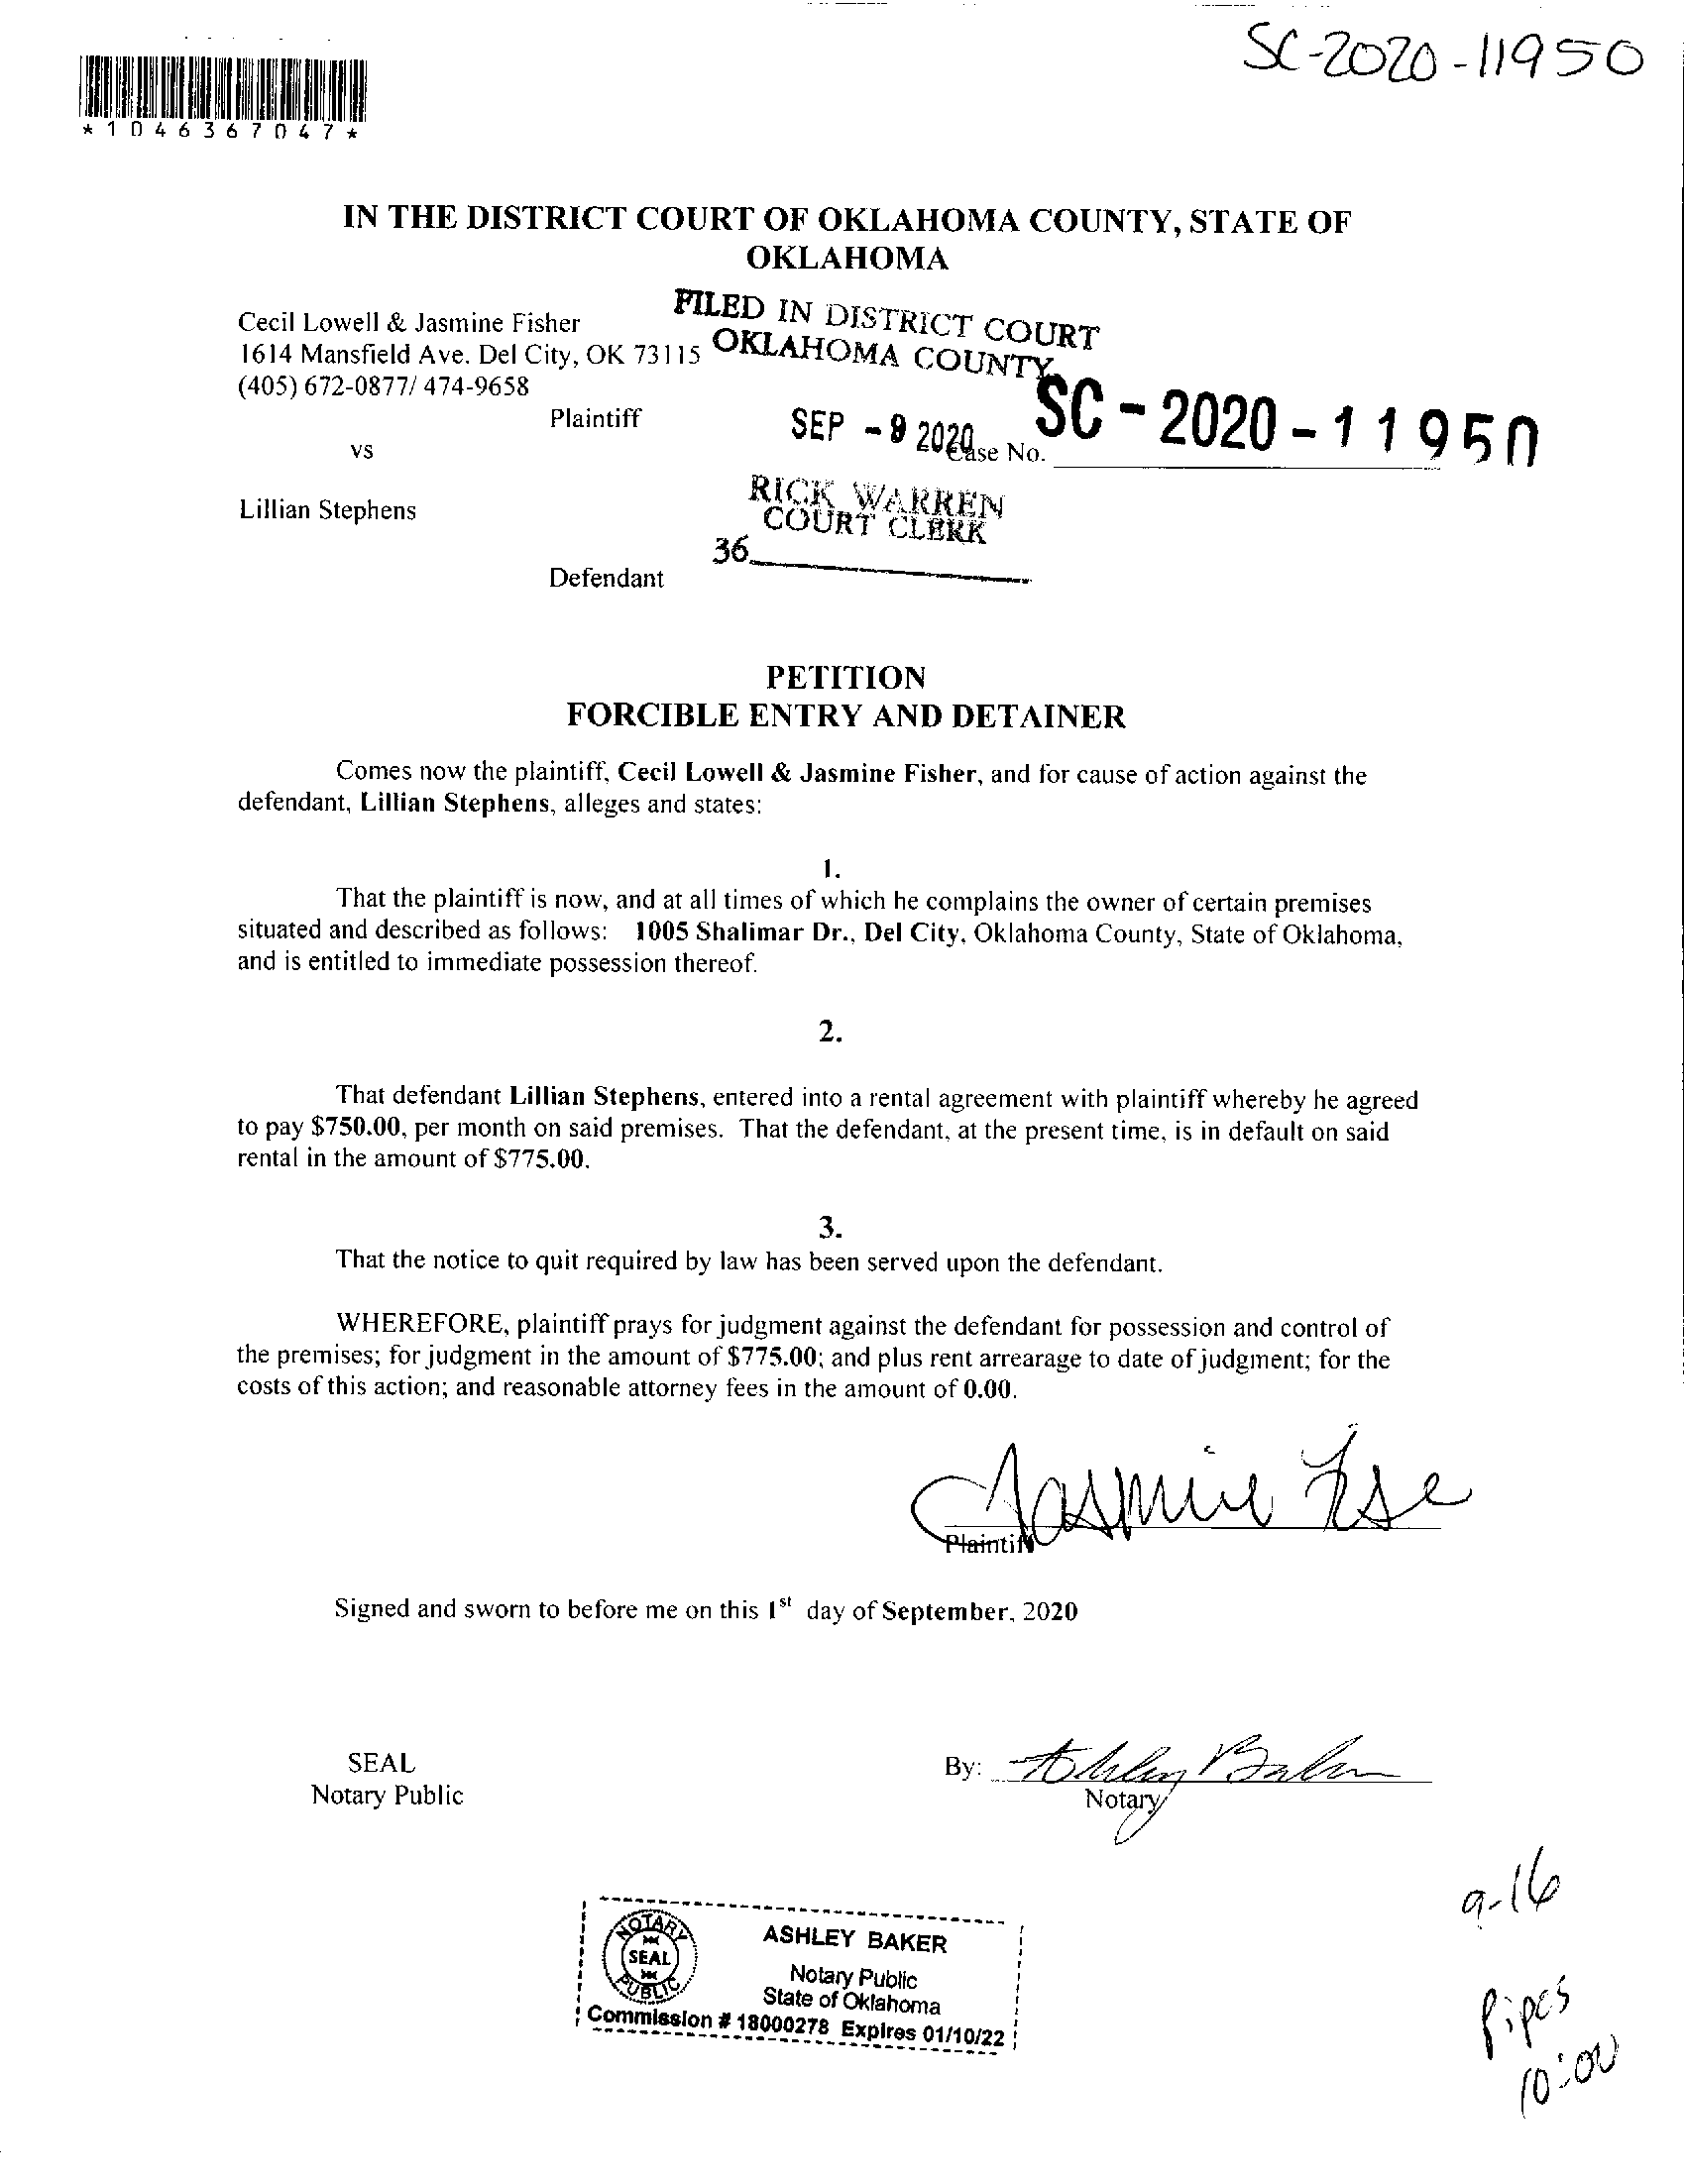 SC-2020-11950
*1046367047*
IN THE DISTRICT COURT OF OKLAHOMA COUNTY, STATE OF
OKLAHOMA
FILED IN DISTRICT COURT
OKLAHOMA COUNTY
Cecil Lowell & Jasmine Fisher
1614 Mansfield Ave. Del City, OK 73115
(405) 672-0877/ 474-9658
Plaintiff
SEP -9 2020
Case No. SC-2020-11950
vs
RICK WARREN
COURT CLERK
Lillian Stephens
36
Defendant
PETITION
FORCIBLE ENTRY AND DETAINER
Comes now the plaintiff, Cecil Lowell & Jasmine Fisher, and for cause of action against the
defendant, Lillian Stephens, alleges and states:
1.
That the plaintiff is now, and at all times of which he complains the owner of certain premises
situated and described as follows: 1005 Shalimar Dr., Del City, Oklahoma County, State of Oklahoma,
and is entitled to immediate possession thereof.
2.
That defendant Lillian Stephens, entered into a rental agreement with plaintiff whereby he agreed
to pay $750.00, per month on said premises. That the defendant, at the present time, is in default on said
rental in the amount of $775.00.
3.
That the notice to quit required by law has been served upon the defendant.
WHEREFORE, plaintiff prays for judgment against the defendant for possession and control of
the premises; for judgment in the amount of $775.00; and plus rent arrearage to date of judgment; for the
costs of this action; and reasonable attorney fees in the amount of 0.00.
Jasmine
Plaintiff
Signed and sworn to before me on this 1st day of September, 2020
SEAL
Notary Public
By: Ashley Baker
Notary
9-16
Pipes
10:00
NOTARY
SEAL
PUBLIC
ASHLEY BAKER
Notary Public
State of Oklahoma
Commission # 18000278 Expires 01/10/22